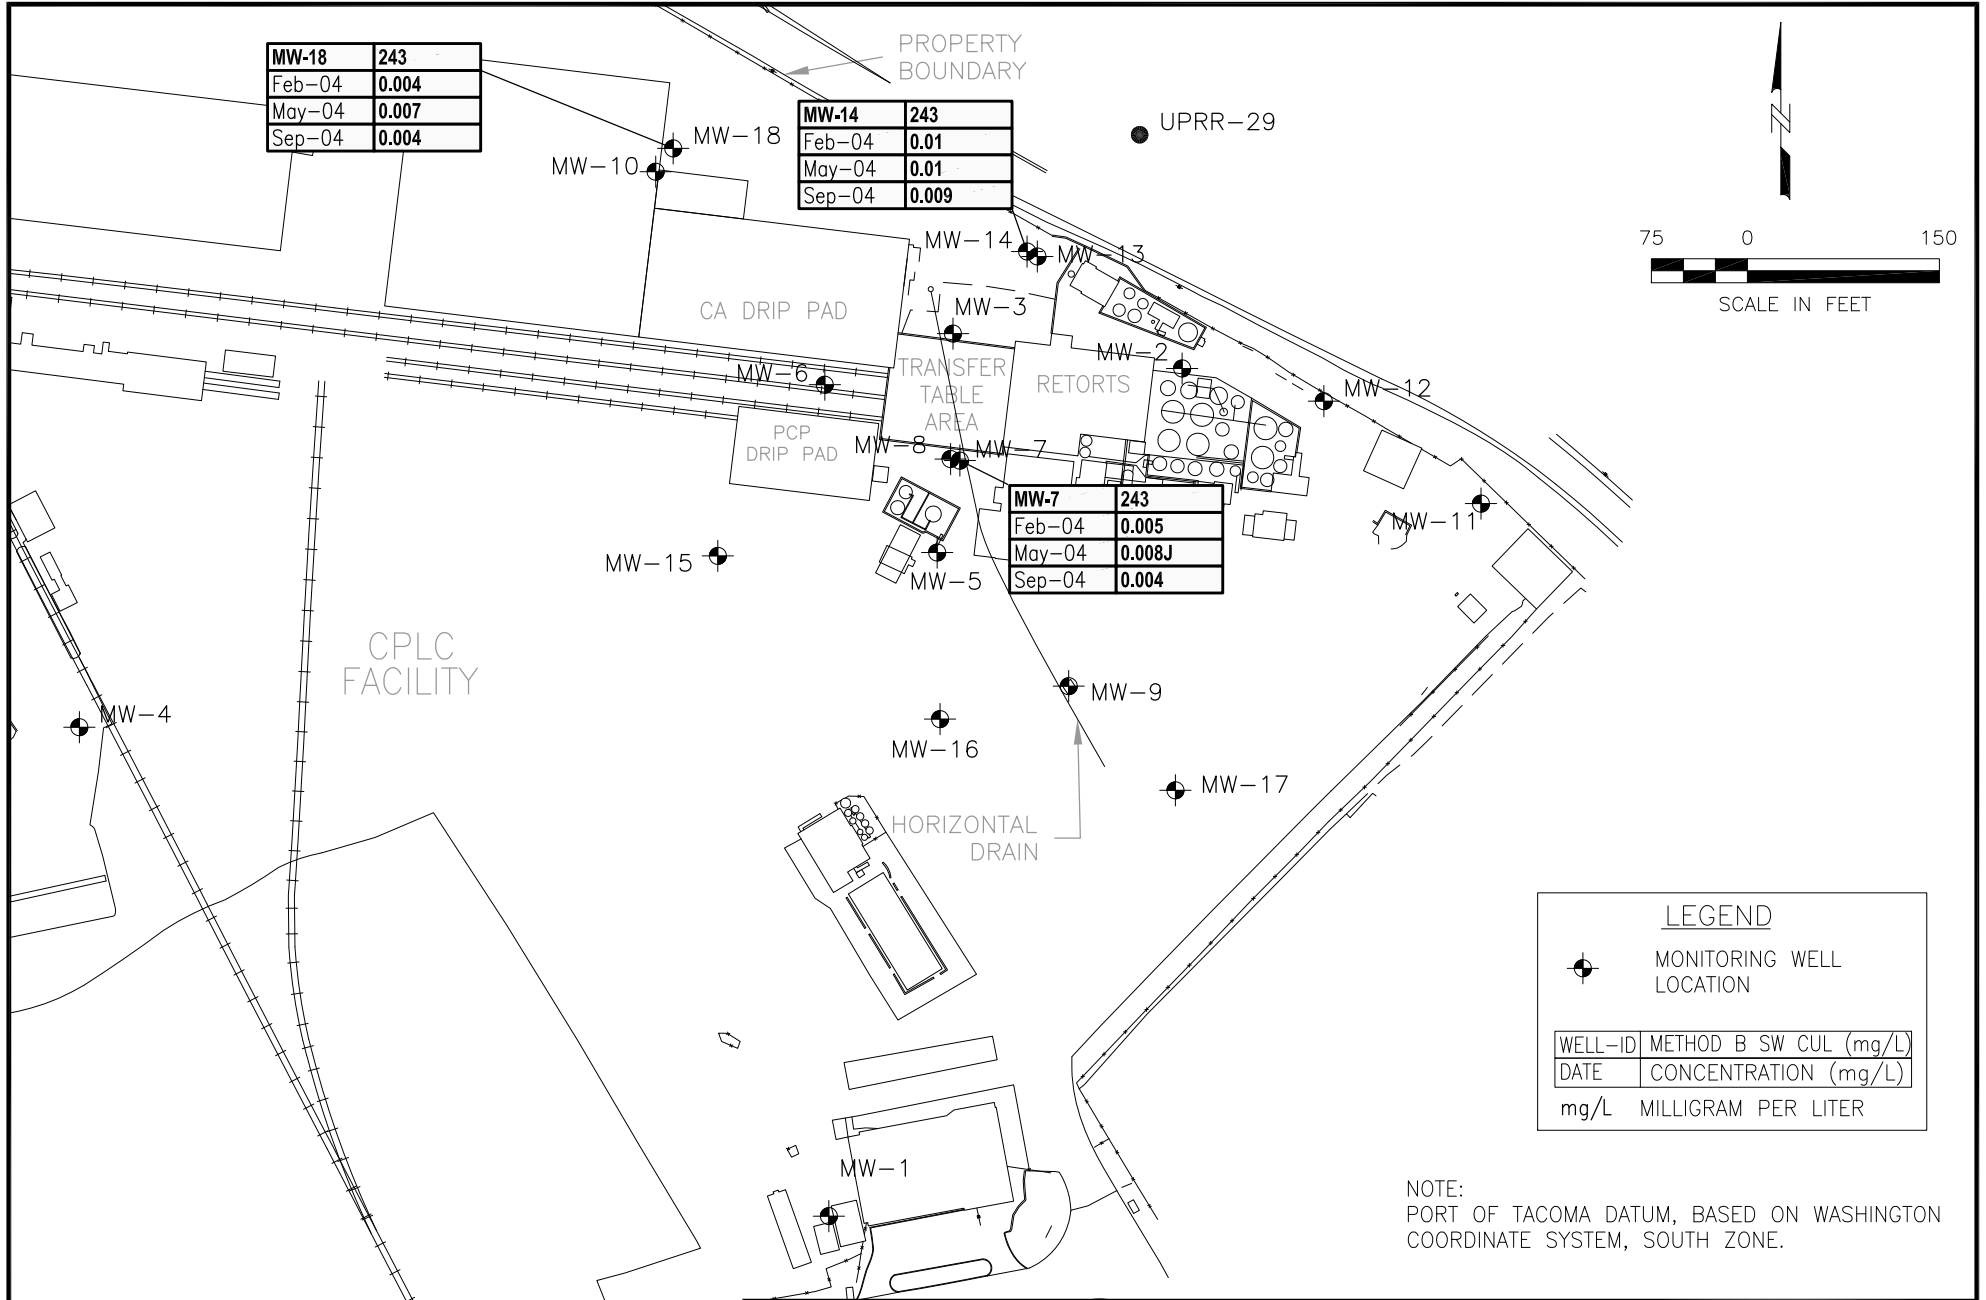 PROPERTY
BOUNDARY
MW-18 243
Feb-04 0.004
May-04 0.007
Sep-04 0.004
MW-14 243
Feb-04 0.01
May-04 0.01
Sep-04 0.009
UPRR-29
MW-18
MW-10
N
75 0 150
SCALE IN FEET
MW-14
MW-13
MW-3
CA DRIP PAD
MW-2
MW-6
TRANSFER
TABLE
AREA
RETORTS
MW-12
PCP
DRIP PAD
MW-8
MW-7
MW-7 243
Feb-04 0.005
May-04 0.008J
Sep-04 0.004
MW-11
MW-15
MW-5
CPLC
FACILITY
MW-9
MW-4
MW-16
MW-17
HORIZONTAL
DRAIN
LEGEND
MONITORING WELL
LOCATION
WELL-ID METHOD B SW CUL (mg/L)
DATE CONCENTRATION (mg/L)
mg/L MILLIGRAM PER LITER
MW-1
NOTE:
PORT OF TACOMA DATUM, BASED ON WASHINGTON
COORDINATE SYSTEM, SOUTH ZONE.